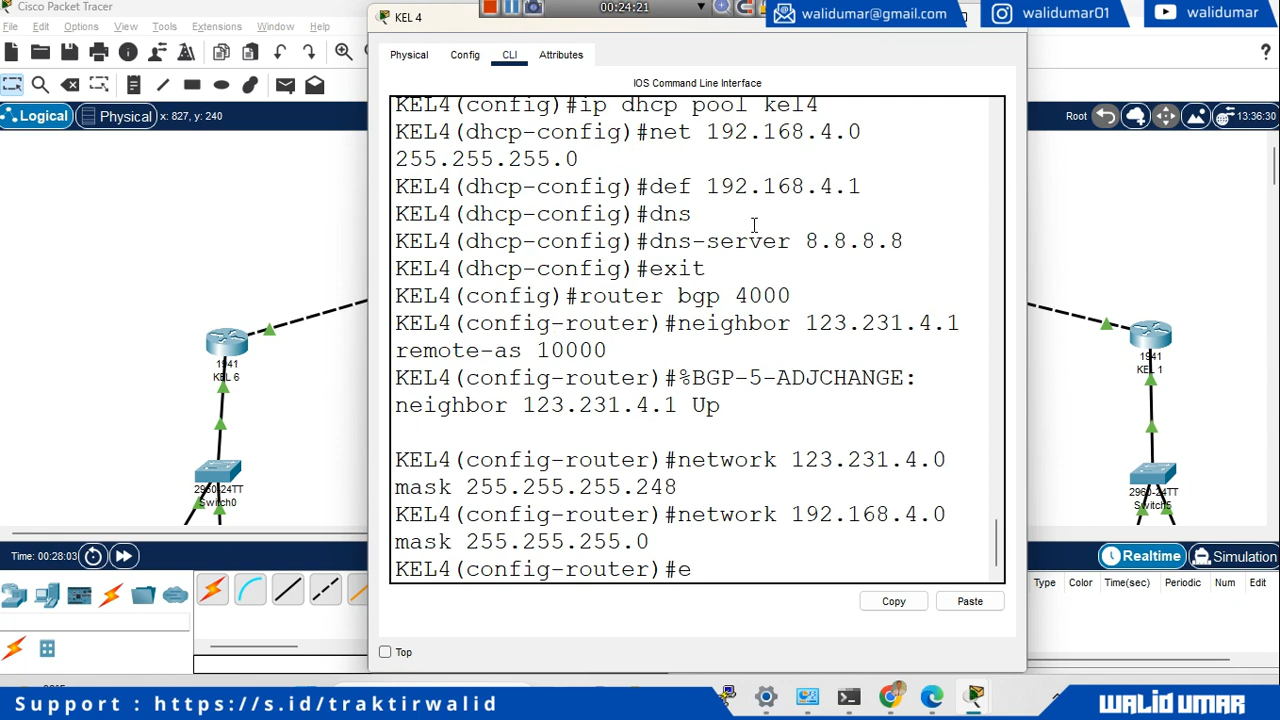 Cisco Packet Tracer
KEL 4
00:24:21
walidumar@gmail.com
walidumar01
walidumar
File Edit Options View Tools Extensions Window Help
Physical Config CLI Attributes
?
Logical Physical x: 827, y: 240
Root 13:36:30
IOS Command Line Interface
KEL4(config)#ip dhcp pool kel4
KEL4(dhcp-config)#net 192.168.4.0
255.255.255.0
KEL4(dhcp-config)#def 192.168.4.1
KEL4(dhcp-config)#dns
KEL4(dhcp-config)#dns-server 8.8.8.8
KEL4(dhcp-config)#exit
KEL4(config)#router bgp 4000
KEL4(config-router)#neighbor 123.231.4.1
remote-as 10000
KEL4(config-router)#%BGP-5-ADJCHANGE:
neighbor 123.231.4.1 Up
KEL4(config-router)#network 123.231.4.0
mask 255.255.255.248
KEL4(config-router)#network 192.168.4.0
mask 255.255.255.0
KEL4(config-router)#e
1941
KEL 6
2960-24TT
Switch0
1941
KEL 1
2960-24TT
Switch5
Copy Paste
Top
Time: 00:28:03
Realtime Simulation
Type Color Time(sec) Periodic Num Edit
Support : https://s.id/traktirwalid
WALID UMAR